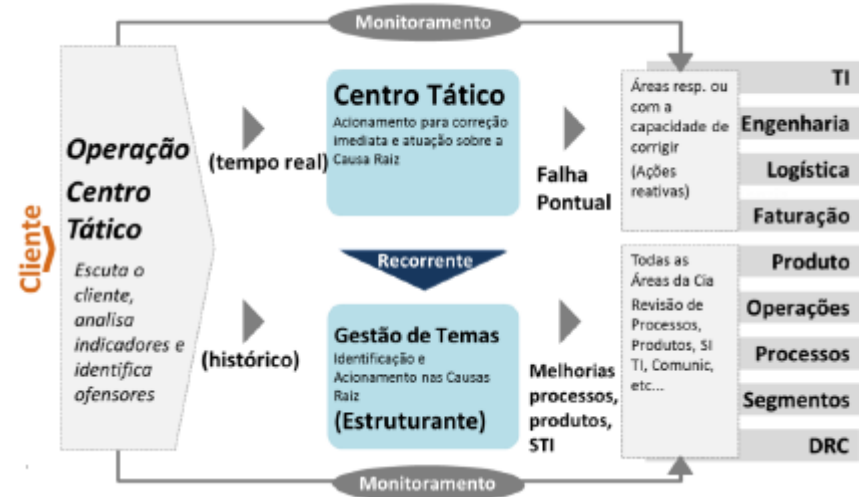 Monitoramento
Cliente
Operação
Centro
Tático
Escuta o
cliente,
analisa
indicadores e
identifica
ofensores
(tempo real)
Centro Tático
Acionamento para correção
imediata e atuação sobre a
Causa Raiz
Falha
Pontual
Áreas resp. ou
com a
capacidade de
corrigir
(Ações
reativas)
TI
Engenharia
Logística
Faturação
Recorrente
(histórico)
Gestão de Temas
Identificação e
Acionamento nas Causas
Raiz
(Estruturante)
Melhorias
processos,
produtos,
STI
Todas as
Áreas da Cia
Revisão de
Processos,
Produtos, SI
TI, Comunic,
etc...
Produto
Operações
Processos
Segmentos
DRC
Monitoramento